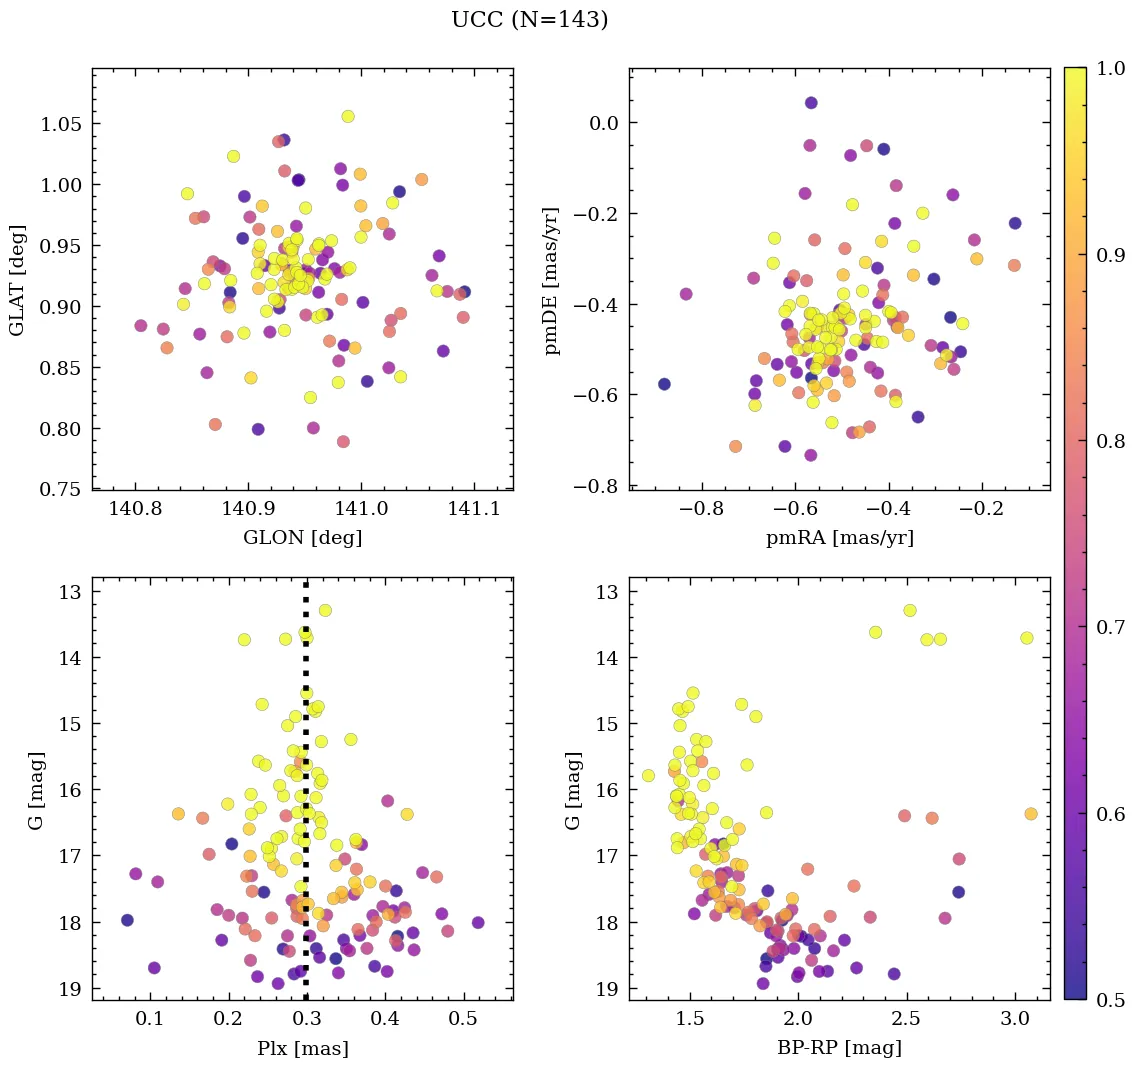 UCC (N=143)
1.05
1.00
0.95
0.90
0.85
0.80
0.75
GLAT [deg]
140.8 140.9 141.0 141.1
GLON [deg]
0.0
−0.2
−0.4
−0.6
−0.8
pmDE [mas/yr]
−0.8 −0.6 −0.4 −0.2
pmRA [mas/yr]
1.0
0.9
0.8
0.7
0.6
0.5
13
14
15
16
17
18
19
G [mag]
0.1 0.2 0.3 0.4 0.5
Plx [mas]
13
14
15
16
17
18
19
G [mag]
1.5 2.0 2.5 3.0
BP-RP [mag]